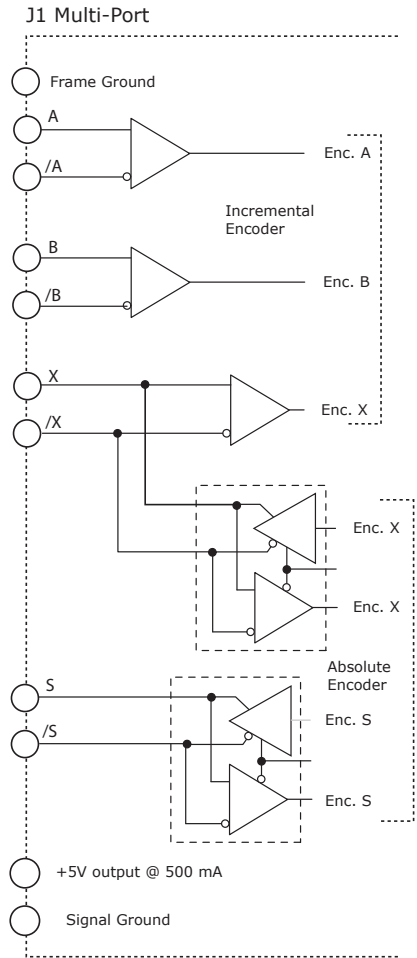 J1 Multi-Port
Frame Ground
A
/A
Enc. A
Incremental
Encoder
B
/B
Enc. B
X
/X
Enc. X
Enc. X
Enc. X
Absolute
Encoder
S
/S
Enc. S
Enc. S
+5V output @ 500 mA
Signal Ground